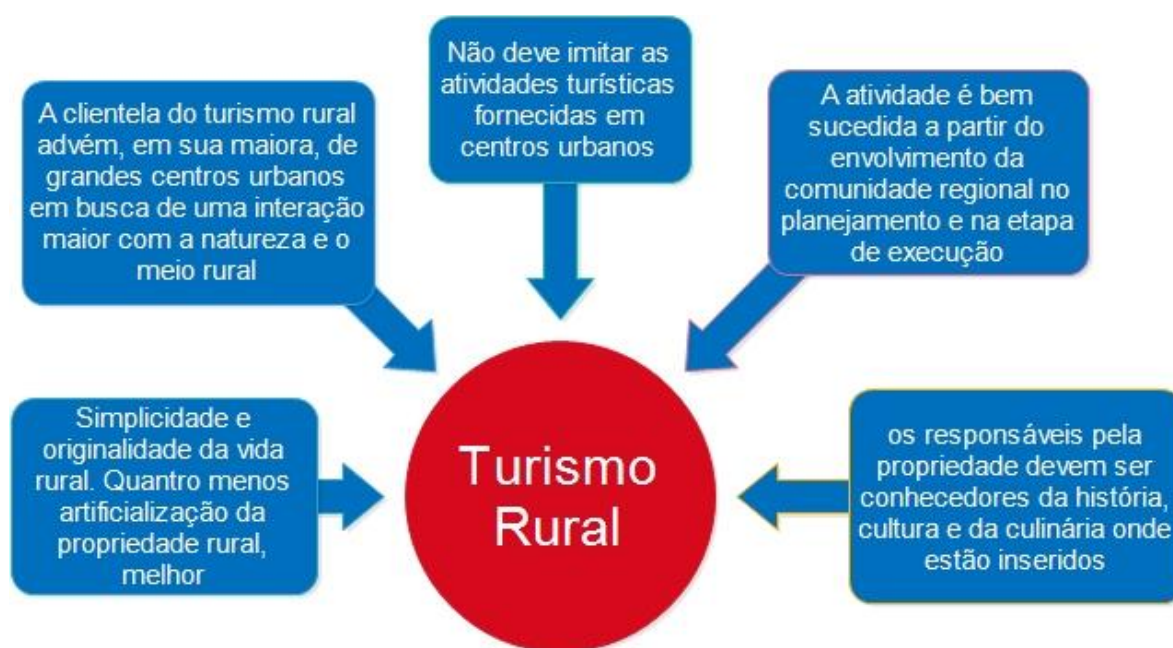 A clientela do turismo rural
advém, em sua maiora, de
grandes centros urbanos
em busca de uma interação
maior com a natureza e o
meio rural
Não deve imitar as
atividades turísticas
fornecidas em
centros urbanos
A atividade é bem
sucedida a partir do
envolvimento da
comunidade regional no
planejamento e na etapa
de execução
Simplicidade e
originalidade da vida
rural. Quantro menos
artificialização da
propriedade rural,
melhor
Turismo
Rural
os responsáveis pela
propriedade devem ser
conhecedores da história,
cultura e da culinária onde
estão inseridos